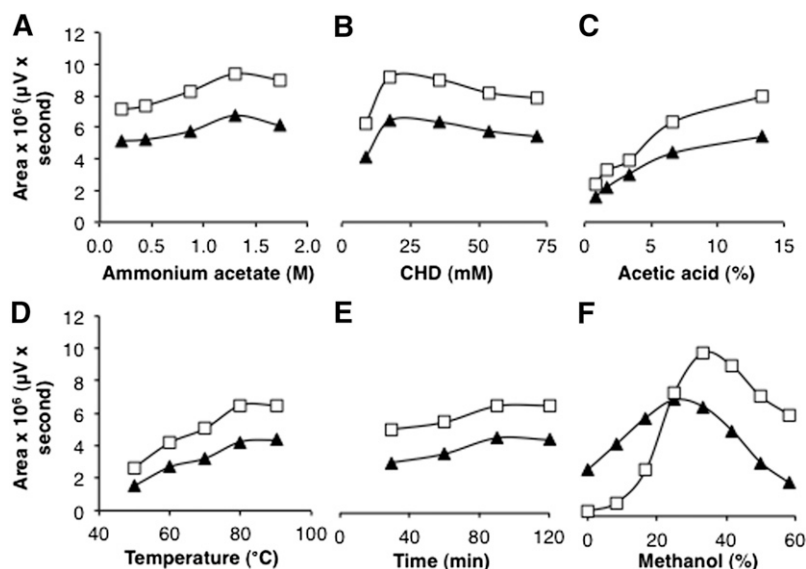 A
B
C
Area x 10⁶ (µV x second)
12
10
8
6
4
2
0
0.0 0.5 1.0 1.5 2.0
Ammonium acetate (M)
0 25 50 75
CHD (mM)
0 5 10 15
Acetic acid (%)
D
E
F
Area x 10⁶ (µV x second)
12
10
8
6
4
2
0
40 60 80 100
Temperature (°C)
0 40 80 120
Time (min)
0 20 40 60
Methanol (%)